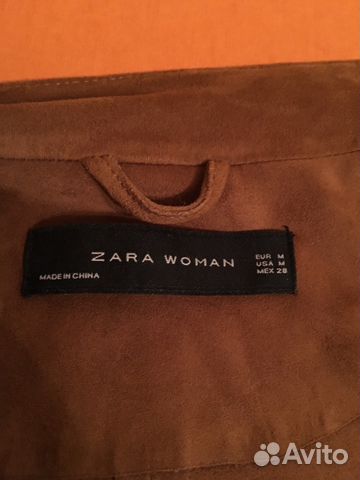 ZARA WOMAN
MADE IN CHINA
EUR M
USA M
MEX 28
Avito